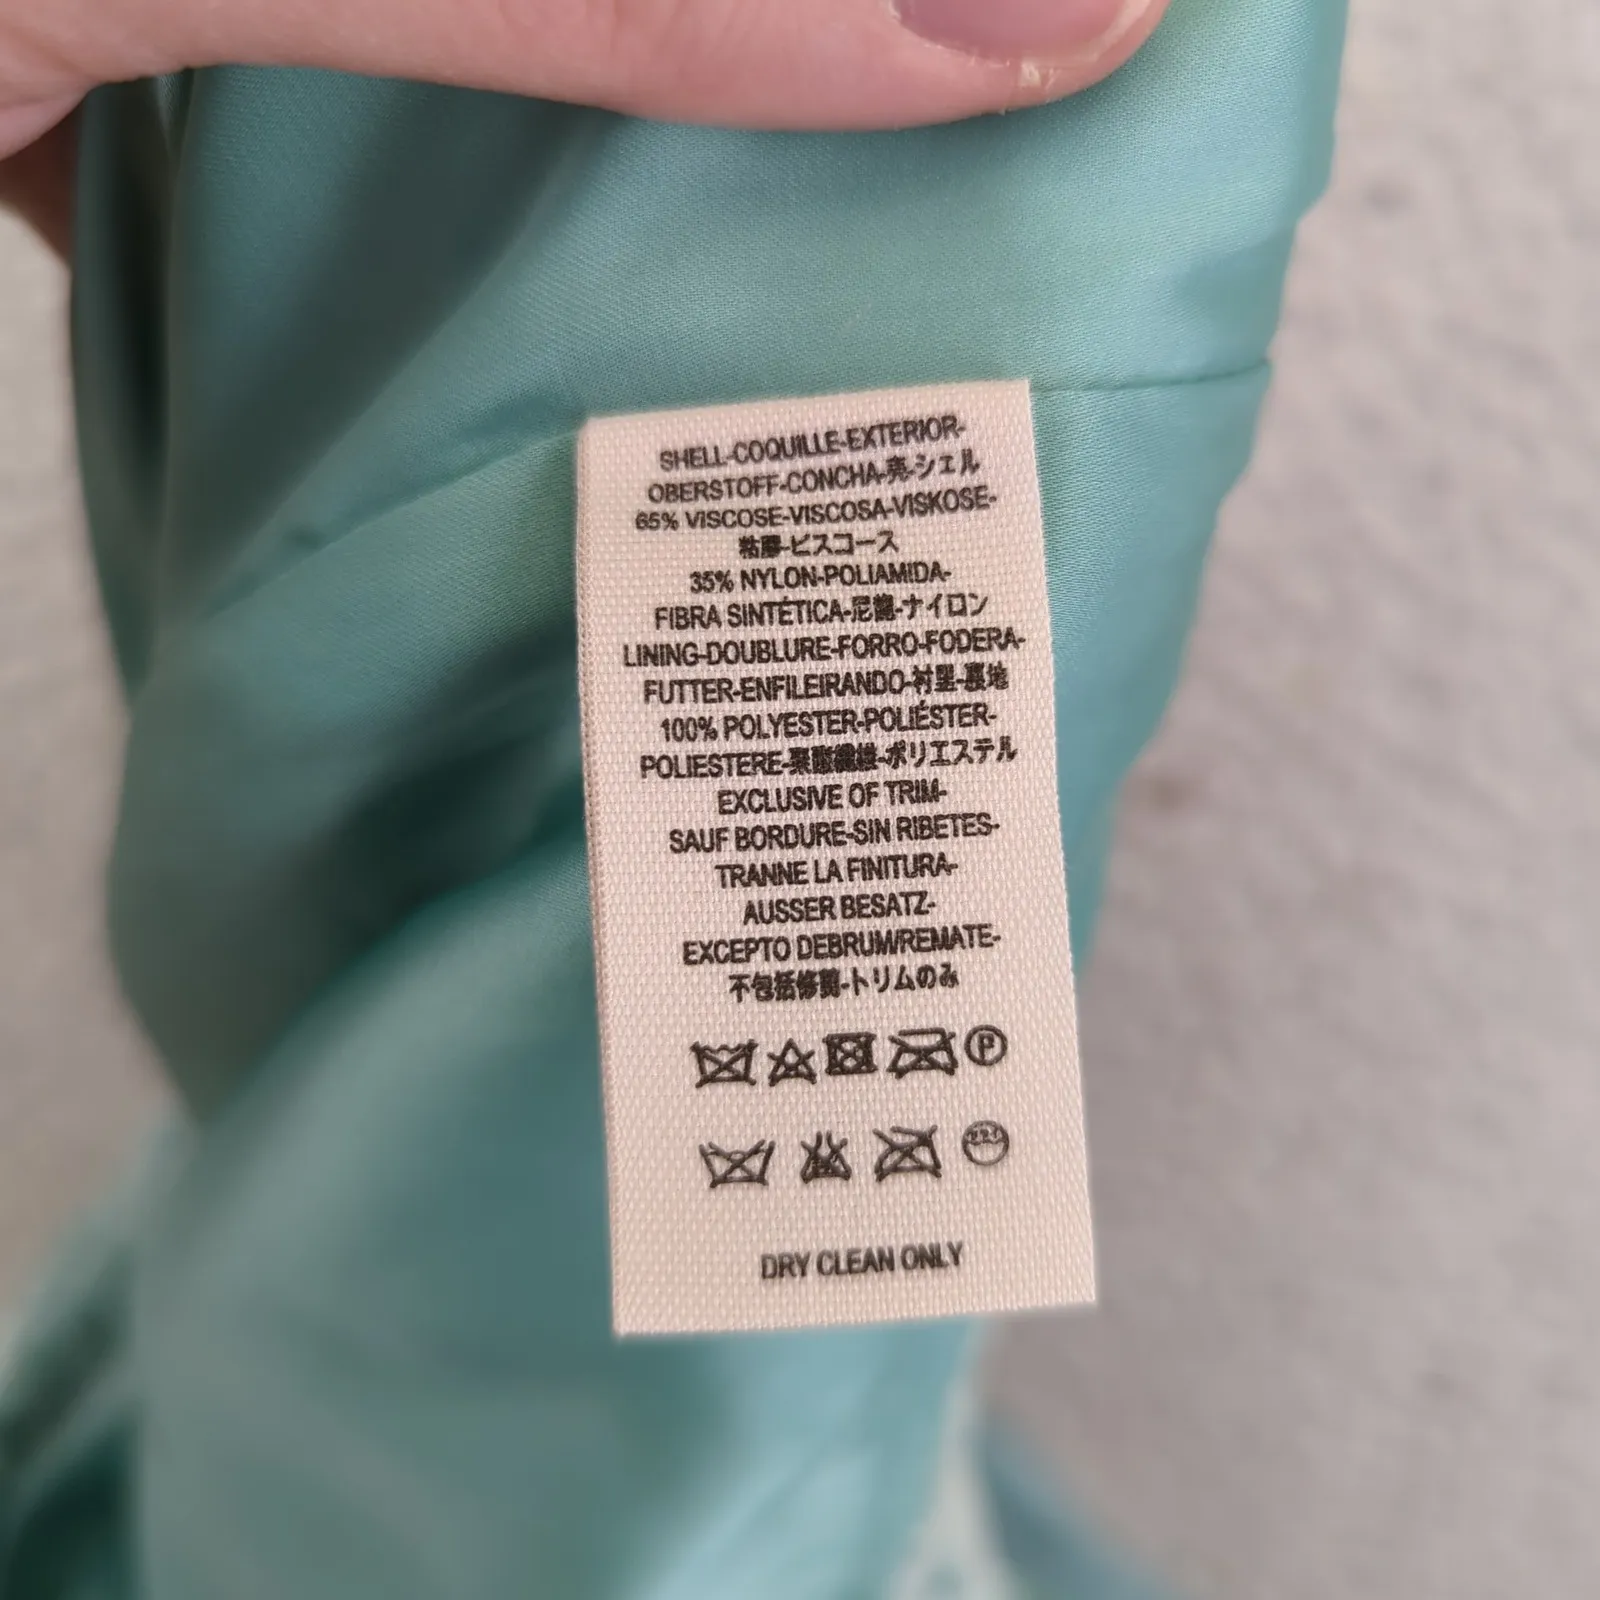 SHELL-COQUILLE-EXTERIOR-
OBERSTOFF-CONCHA-壳-シェル
65% VISCOSE-VISCOSA-VISKOSE-
粘膠-ビスコース
35% NYLON-POLIAMIDA-
FIBRA SINTÉTICA-尼龍-ナイロン
LINING-DOUBLURE-FORRO-FODERA-
FUTTER-ENFILEIRANDO-衬里-裏地
100% POLYESTER-POLIÉSTER-
POLIESTERE-聚酯纖維-ポリエステル
EXCLUSIVE OF TRIM-
SAUF BORDURE-SIN RIBETES-
TRANNE LA FINITURA-
AUSSER BESATZ-
EXCEPTO DEBRUM/REMATE-
不包括修剪-トリムのみ
P
DRY CLEAN ONLY